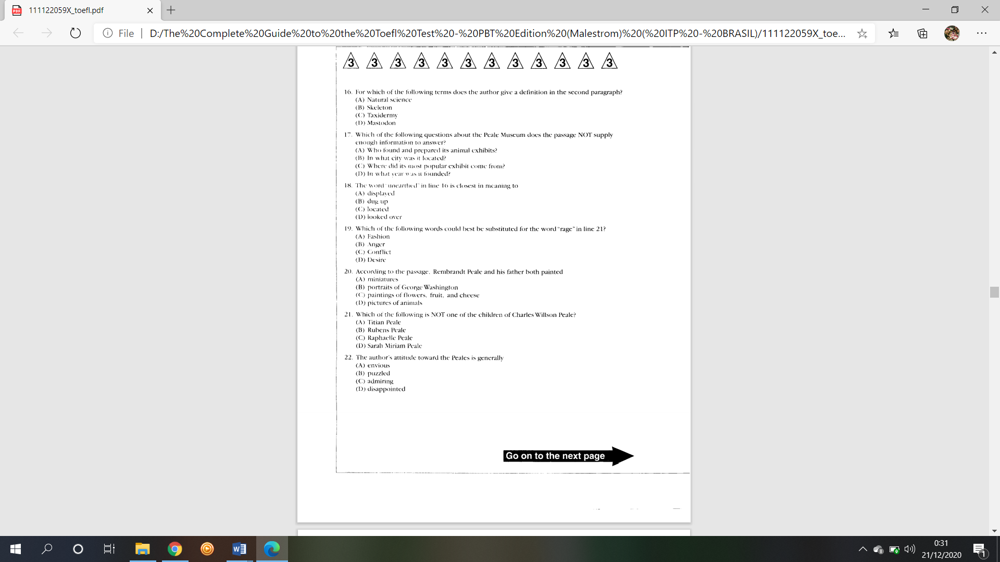 111122059X_toefl.pdf
File
D:/The%20Complete%20Guide%20to%20the%20Toefl%20Test%20-%20PBT%20Edition%20(Malestrom)%20(%20ITP%20-%20BRASIL)/111122059X_toe...
3 3 3 3 3 3 3 3 3 3 3 3
16. For which of the following terms does the author give a definition in the second paragraph?
(A) Natural science
(B) Skeleton
(C) Taxidermy
(D) Mastodon
17. Which of the following questions about the Peale Museum does the passage NOT supply
enough information to answer?
(A) Who found and prepared its animal exhibits?
(B) In what city was it located?
(C) Where did its most popular exhibit come from?
(D) In what year was it founded?
18. The word "unearthed" in line 16 is closest in meaning to
(A) displayed
(B) dug up
(C) located
(D) looked over
19. Which of the following words could best be substituted for the word "rage" in line 21?
(A) Fashion
(B) Anger
(C) Conflict
(D) Desire
20. According to the passage, Rembrandt Peale and his father both painted
(A) miniatures
(B) portraits of George Washington
(C) paintings of flowers, fruit, and cheese
(D) pictures of animals
21. Which of the following is NOT one of the children of Charles Willson Peale?
(A) Titian Peale
(B) Rubens Peale
(C) Raphaelle Peale
(D) Sarah Miriam Peale
22. The author's attitude toward the Peales is generally
(A) envious
(B) puzzled
(C) admiring
(D) disappointed
Go on to the next page
0:31
21/12/2020
1